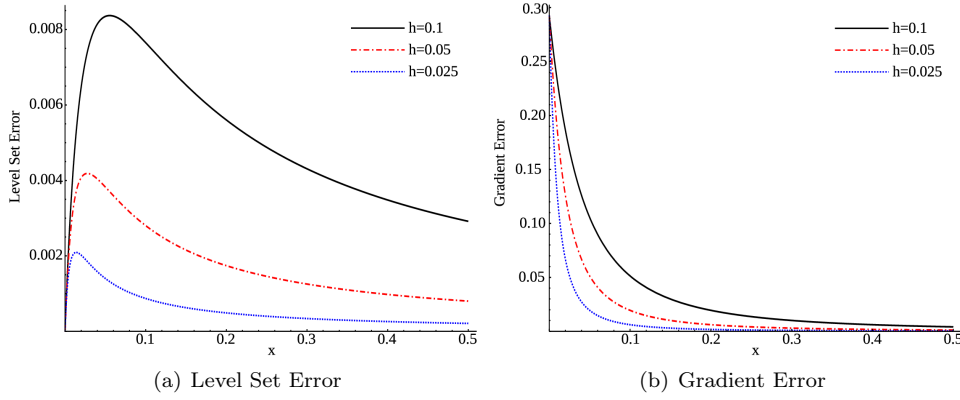 0.008
0.006
0.004
0.002
Level Set Error
h=0.1
h=0.05
h=0.025
0.1
0.2
0.3
0.4
0.5
x
(a) Level Set Error
0.30
0.25
0.20
0.15
0.10
0.05
Gradient Error
h=0.1
h=0.05
h=0.025
0.1
0.2
0.3
0.4
0.5
x
(b) Gradient Error